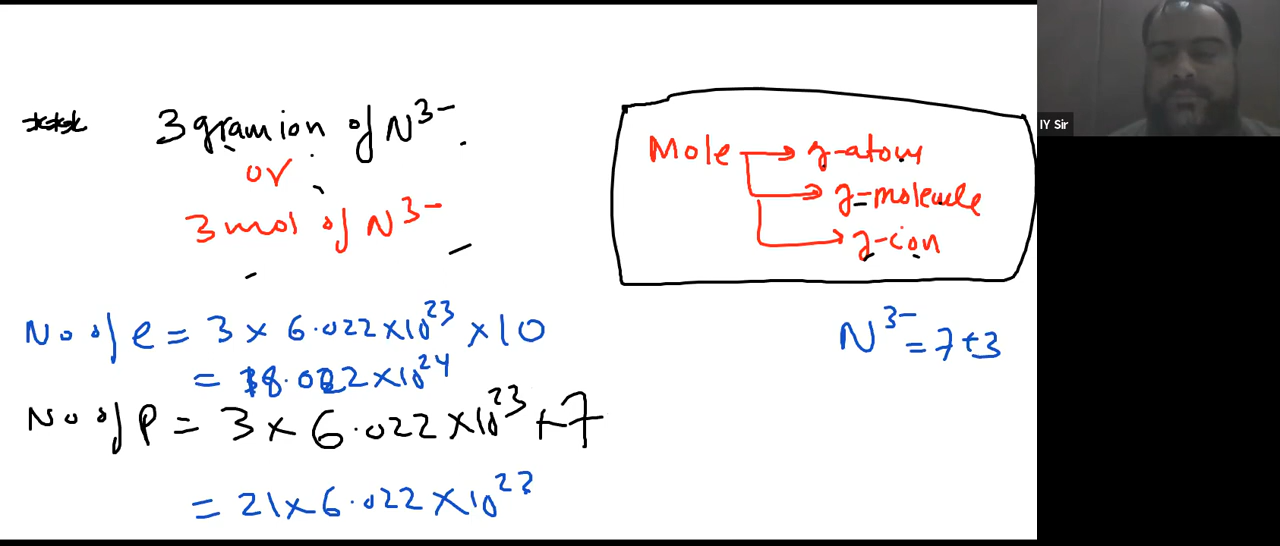 *** 3 gram ion of N³⁻.
or
3 mol of N³⁻
Mole → g-atom
→ g-molecule
→ g-ion
No of e = 3 × 6.022×10²³ × 10
= 18.022×10²⁴
N³⁻ = 7+3
No of P = 3 × 6.022 ×10²³ +7
= 21×6.022×10²³
IY Sir